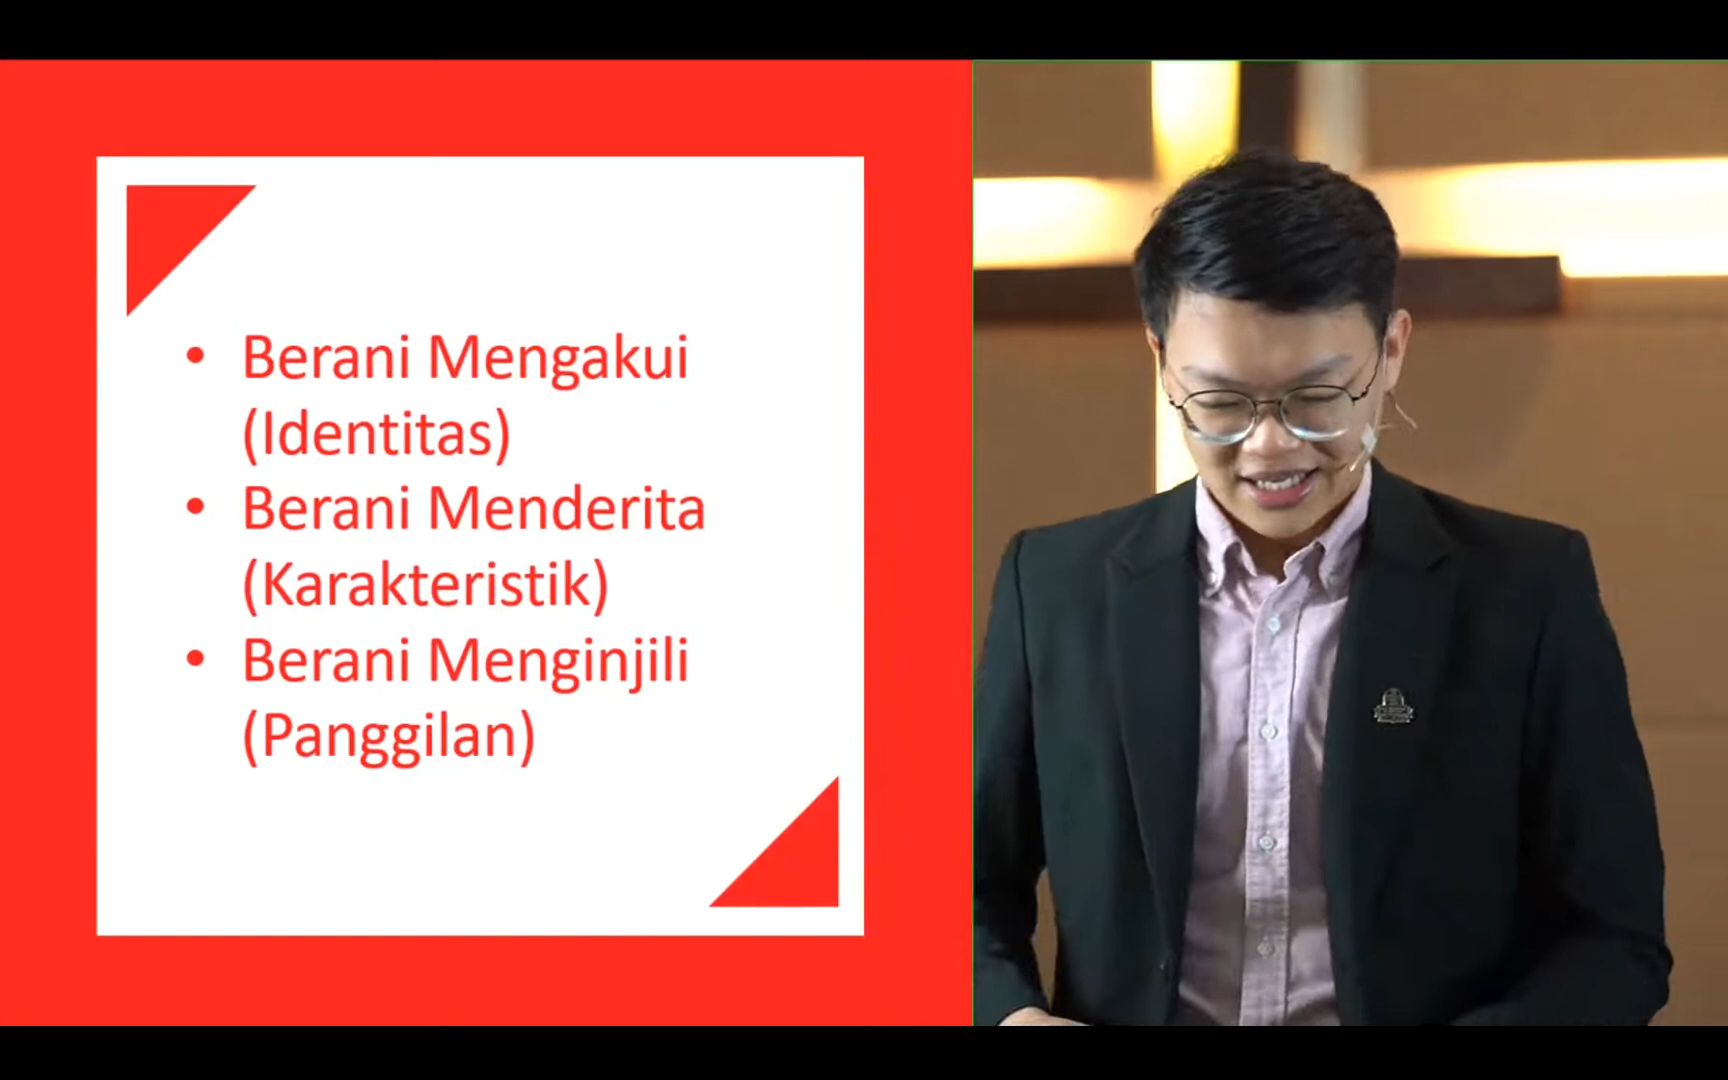 • Berani Mengakui
(Identitas)
• Berani Menderita
(Karakteristik)
• Berani Menginjili
(Panggilan)